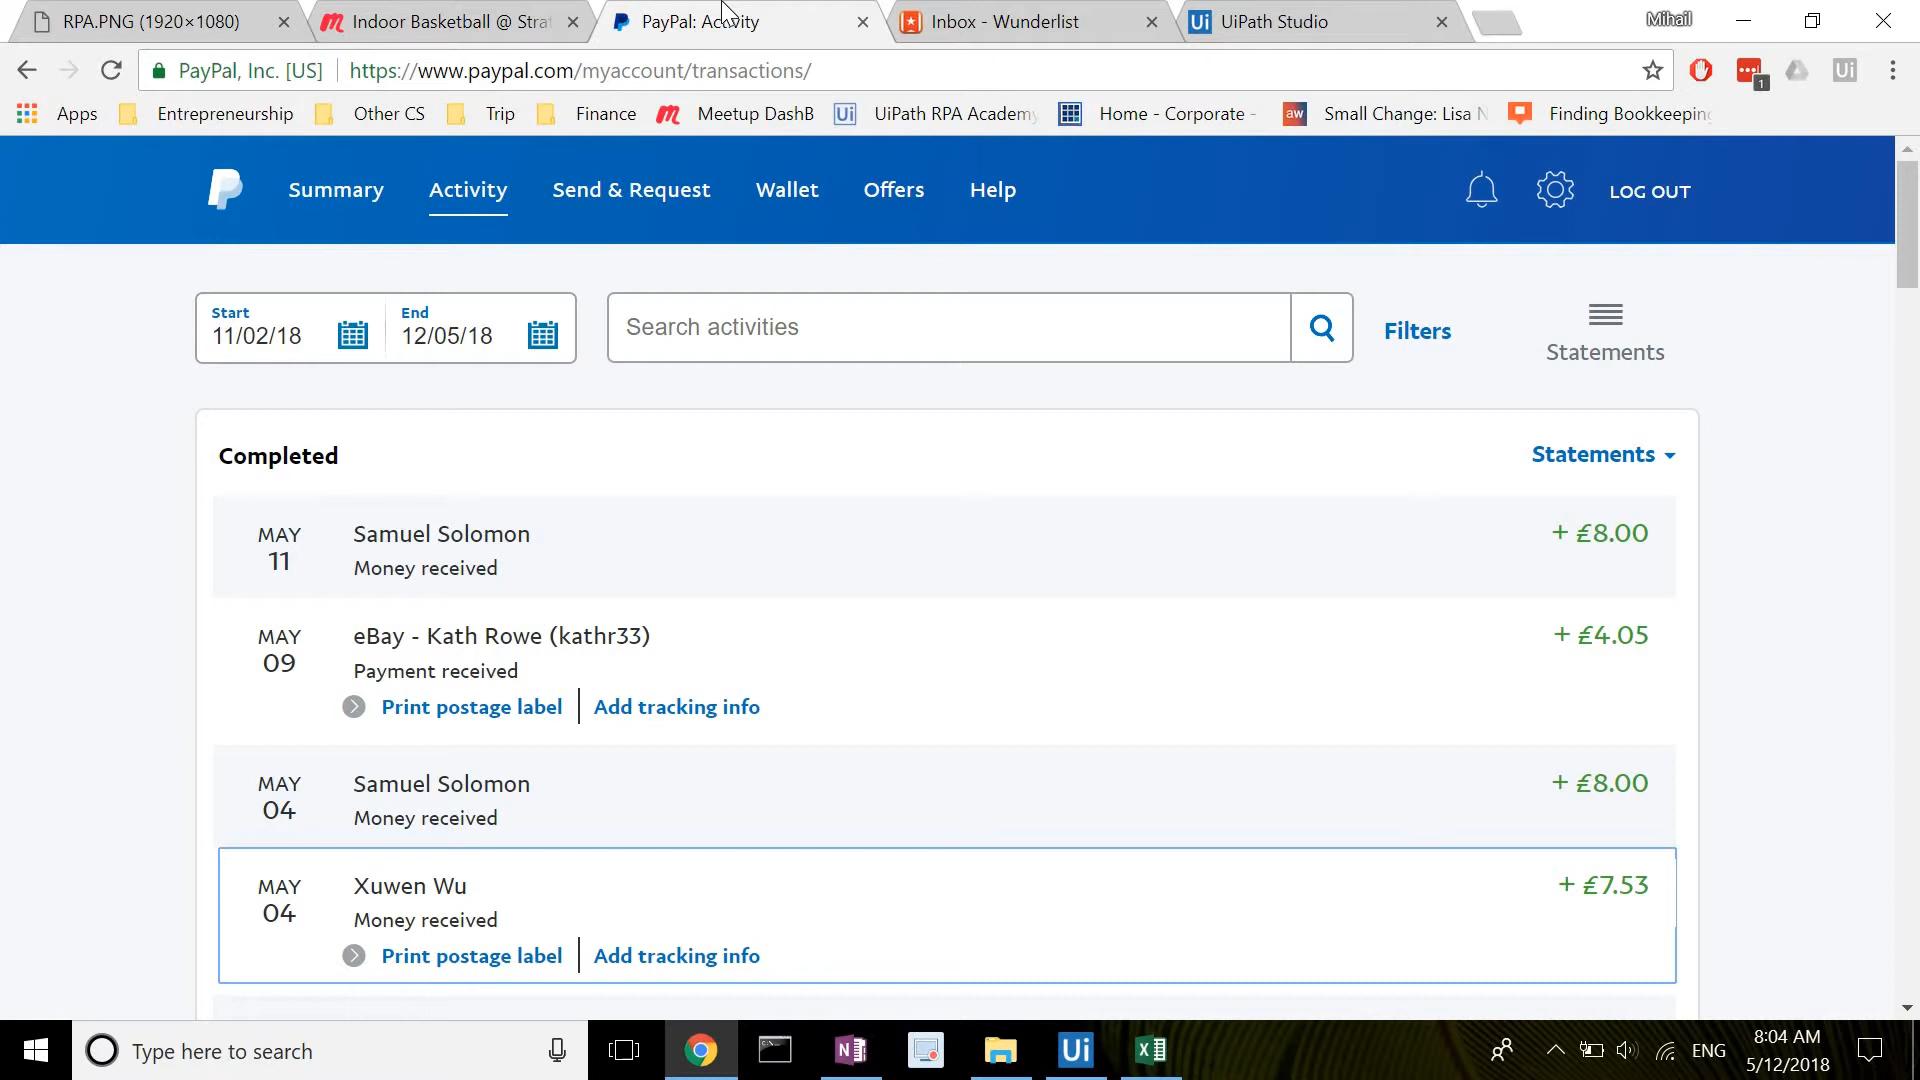 RPA.PNG (1920×1080)
Indoor Basketball @ Strat
PayPal: Activity
Inbox - Wunderlist
UiPath Studio
Mihail
PayPal, Inc. [US]
https://www.paypal.com/myaccount/transactions/
1
Apps
Entrepreneurship
Other CS
Trip
Finance
Meetup DashB
UiPath RPA Academy
Home - Corporate -
Small Change: Lisa N
Finding Bookkeeping
Summary
Activity
Send & Request
Wallet
Offers
Help
LOG OUT
Start
11/02/18
End
12/05/18
Search activities
Filters
Statements
Completed
Statements
MAY
11
Samuel Solomon
Money received
+ £8.00
MAY
09
eBay - Kath Rowe (kathr33)
Payment received
Print postage label
Add tracking info
+ £4.05
MAY
04
Samuel Solomon
Money received
+ £8.00
MAY
04
Xuwen Wu
Money received
Print postage label
Add tracking info
+ £7.53
Type here to search
ENG
8:04 AM
5/12/2018